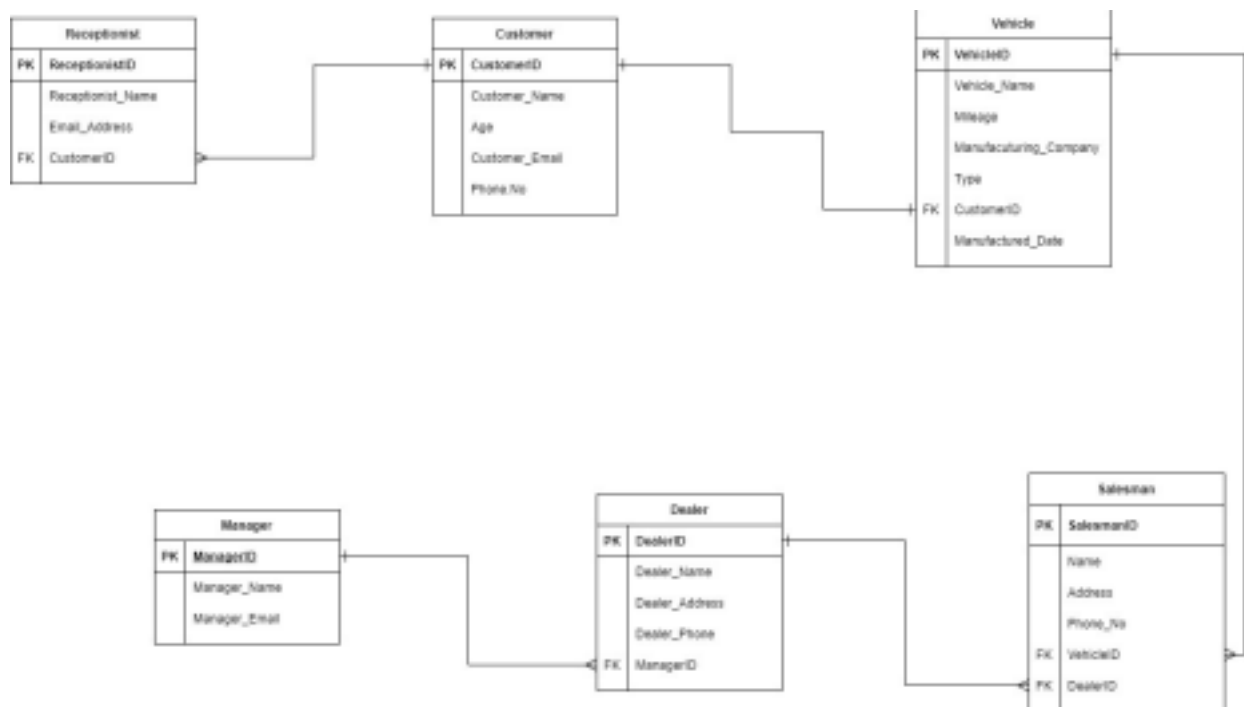 Receptionist
PK ReceptionistID
Receptionist_Name
Email_Address
FK CustomerID
Customer
PK CustomerID
Customer_Name
Age
Customer_Email
Phone.No
Vehicle
PK VehicleID
Vehicle_Name
Mileage
Manufacuturing_Company
Type
FK CustomerID
Manufactured_Date
Manager
PK ManagerID
Manager_Name
Manager_Email
Dealer
PK DealerID
Dealer_Name
Dealer_Address
Dealer_Phone
FK ManagerID
Salesman
PK SalesmanID
Name
Address
Phone_No
FK VehicleID
FK DealerID